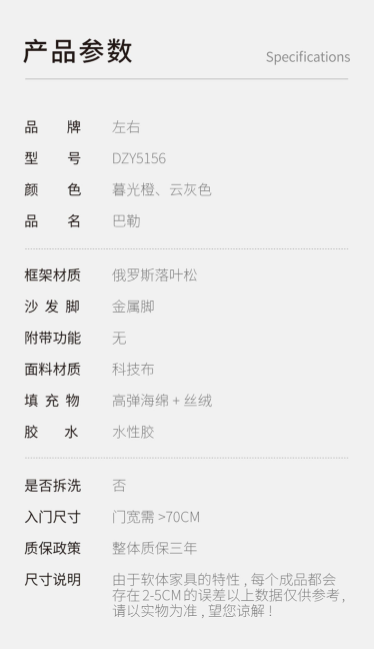 产品参数 Specifications
品 牌 左右
型 号 DZY5156
颜 色 暮光橙、云灰色
品 名 巴勒
框架材质 俄罗斯落叶松
沙 发 脚 金属脚
附带功能 无
面料材质 科技布
填 充 物 高弹海绵 + 丝绒
胶 水 水性胶
是否拆洗 否
入门尺寸 门宽需 >70CM
质保政策 整体质保三年
尺寸说明 由于软体家具的特性 , 每个成品都会
存在 2-5CM 的误差以上数据仅供参考 ,
请以实物为准 , 望您谅解 !